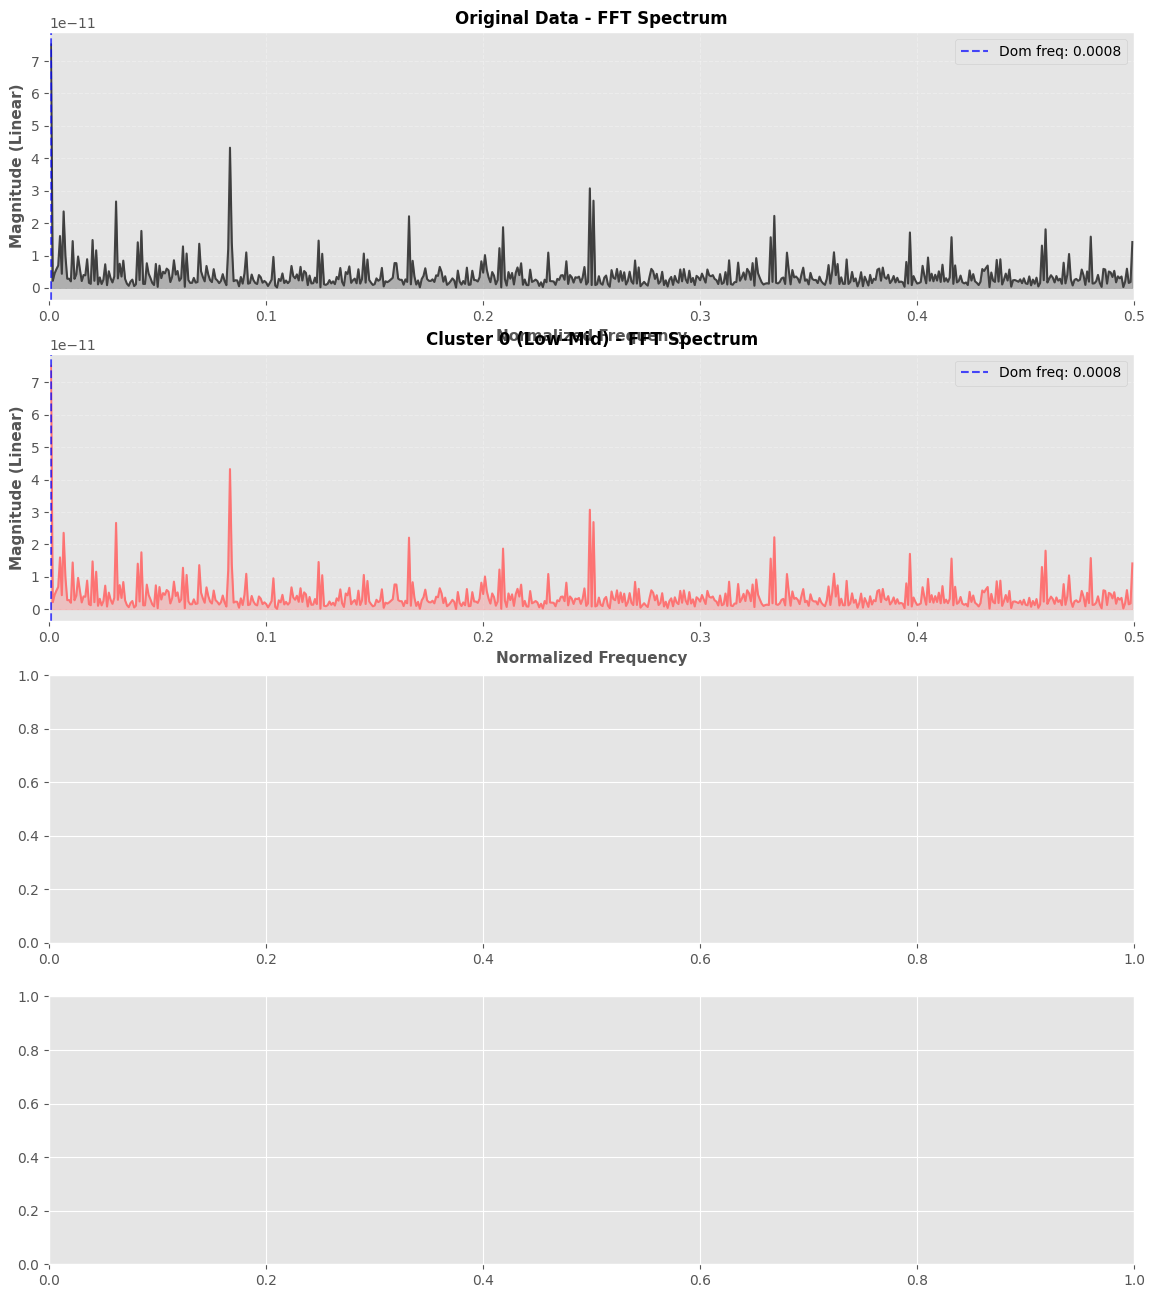 Original Data - FFT Spectrum
1e−11
Dom freq: 0.0008
Magnitude (Linear)
7
6
5
4
3
2
1
0
0.0 0.1 0.2 0.3 0.4 0.5
Normalized Frequency
Cluster 0 (Low-Mid) - FFT Spectrum
1e−11
Dom freq: 0.0008
Magnitude (Linear)
7
6
5
4
3
2
1
0
0.0 0.1 0.2 0.3 0.4 0.5
Normalized Frequency
1.0
0.8
0.6
0.4
0.2
0.0
0.0 0.2 0.4 0.6 0.8 1.0
1.0
0.8
0.6
0.4
0.2
0.0
0.0 0.2 0.4 0.6 0.8 1.0